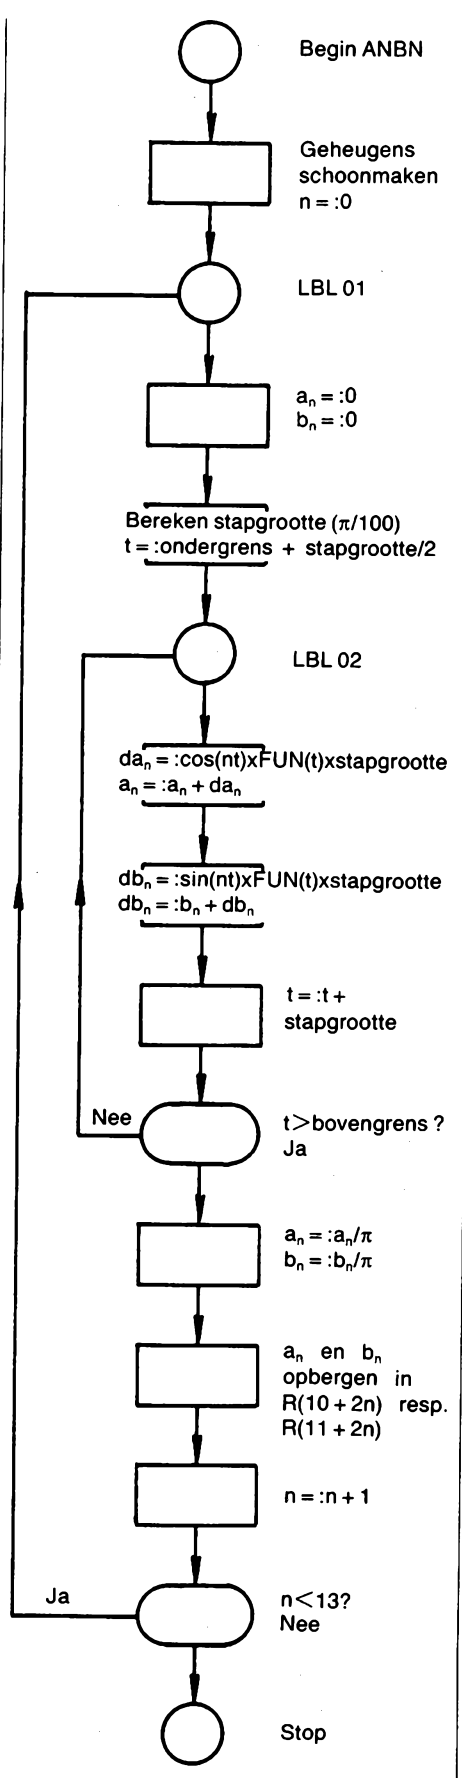 Begin ANBN
Geheugens
schoonmaken
n = :0
LBL 01
aₙ = :0
bₙ = :0
Bereken stapgrootte (π/100)
t = :ondergrens + stapgrootte/2
LBL 02
daₙ = :cos(nt)xFUN(t)xstapgrootte
aₙ = :aₙ + daₙ
dbₙ = :sin(nt)xFUN(t)xstapgrootte
dbₙ = :bₙ + dbₙ
t = :t +
stapgrootte
Nee
t>bovengrens ?
Ja
aₙ = :aₙ/π
bₙ = :bₙ/π
aₙ en bₙ
opbergen in
R(10 + 2n) resp.
R(11 + 2n)
n = :n + 1
Ja
n<13?
Nee
Stop